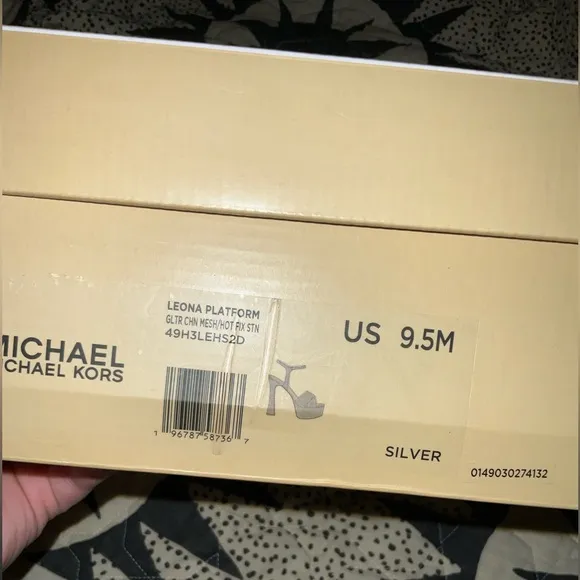 LEONA PLATFORM
GLTR CHN MESH/HOT FIX STN
49H3LEHS2D
US 9.5M
MICHAEL
MICHAEL KORS
1 96787 58736 7
SILVER
0149030274132